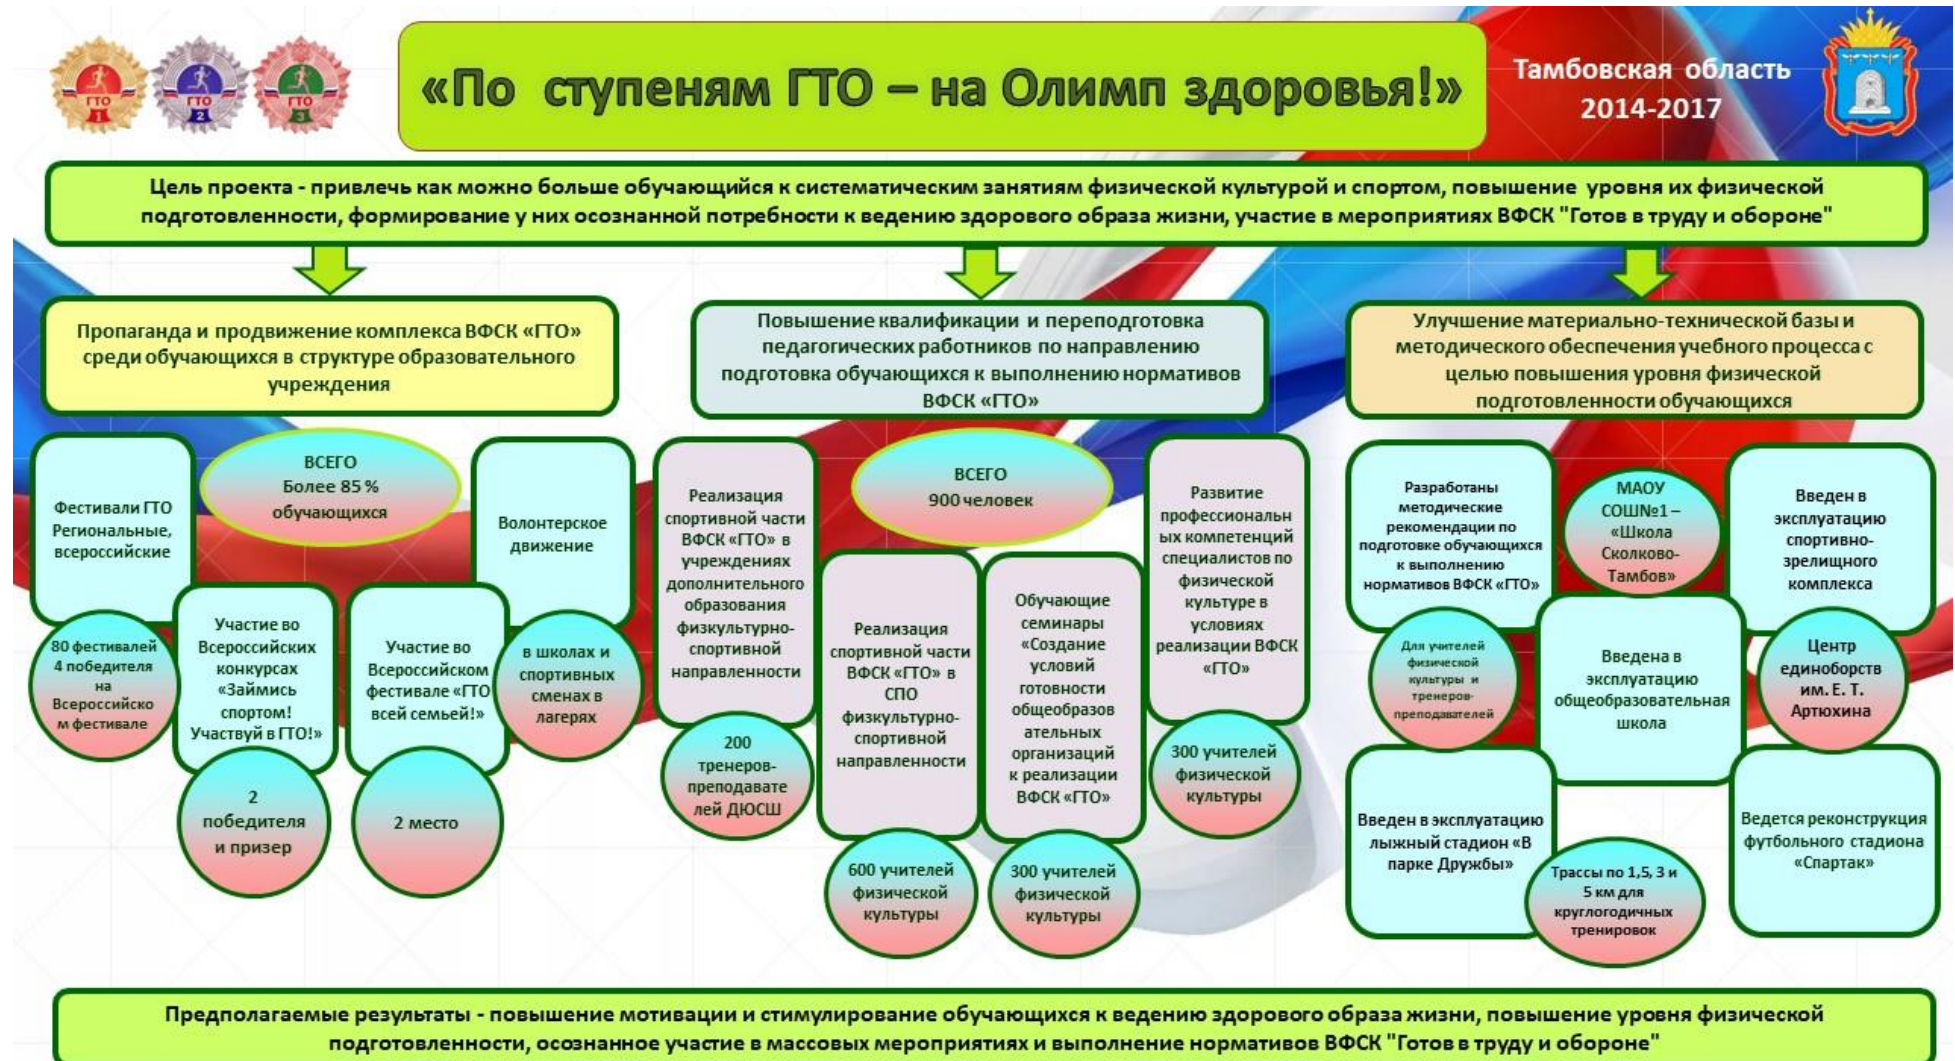 ГТО
1
ГТО
2
ГТО
3
«По ступеням ГТО – на Олимп здоровья!»
Тамбовская область
2014-2017
Цель проекта - привлечь как можно больше обучающийся к систематическим занятиям физической культурой и спортом, повышение уровня их физической
подготовленности, формирование у них осознанной потребности к ведению здорового образа жизни, участие в мероприятиях ВФСК "Готов в труду и обороне"
Пропаганда и продвижение комплекса ВФСК «ГТО»
среди обучающихся в структуре образовательного
учреждения
Повышение квалификации и переподготовка
педагогических работников по направлению
подготовка обучающихся к выполнению нормативов
ВФСК «ГТО»
Улучшение материально-технической базы и
методического обеспечения учебного процесса с
целью повышения уровня физической
подготовленности обучающихся
Фестивали ГТО
Региональные,
всероссийские
80 фестивалей
4 победителя
на
Всероссийско
м фестивале
ВСЕГО
Более 85 %
обучающихся
Участие во
Всероссийских
конкурсах
«Займись
спортом!
Участвуй в ГТО!»
2
победителя
и призер
Участие во
Всероссийском
фестивале «ГТО
всей семьей!»
2 место
Волонтерское
движение
в школах и
спортивных
сменах в
лагерях
Реализация
спортивной части
ВФСК «ГТО» в
учреждениях
дополнительного
образования
физкультурно-
спортивной
направленности
200
тренеров-
преподавате
лей ДЮСШ
ВСЕГО
900 человек
Реализация
спортивной части
ВФСК «ГТО» в
СПО
физкультурно-
спортивной
направленности
600 учителей
физической
культуры
Обучающие
семинары
«Создание
условий
готовности
общеобразов
ательных
организаций
к реализации
ВФСК «ГТО»
300 учителей
физической
культуры
Развитие
профессиональн
ых компетенций
специалистов по
физической
культуре в
условиях
реализации ВФСК
«ГТО»
300 учителей
физической
культуры
Разработаны
методические
рекомендации по
подготовке обучающихся
к выполнению
нормативов ВФСК «ГТО»
Для учителей
физической
культуры и
тренеров-
преподавателей
МАОУ
СОШ№1 –
«Школа
Сколково-
Тамбов»
Введена в
эксплуатацию
общеобразовательная
школа
Введен в
эксплуатацию
спортивно-
зрелищного
комплекса
Центр
единоборств
им. Е. Т.
Артюхина
Введен в эксплуатацию
лыжный стадион «В
парке Дружбы»
Трассы по 1,5, 3 и
5 км для
круглогодичных
тренировок
Ведется реконструкция
футбольного стадиона
«Спартак»
Предполагаемые результаты - повышение мотивации и стимулирование обучающихся к ведению здорового образа жизни, повышение уровня физической
подготовленности, осознанное участие в массовых мероприятиях и выполнение нормативов ВФСК "Готов в труду и обороне"